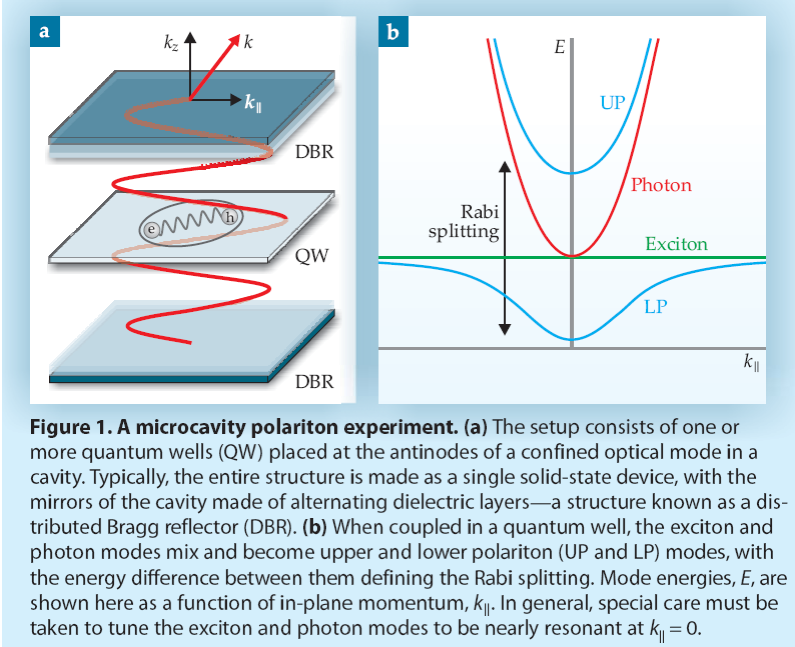 a
k_z
k
k_∥
DBR
e
h
QW
DBR
b
E
UP
Photon
Rabi
splitting
Exciton
LP
k_∥
Figure 1. A microcavity polariton experiment. (a) The setup consists of one or
more quantum wells (QW) placed at the antinodes of a confined optical mode in a
cavity. Typically, the entire structure is made as a single solid-state device, with the
mirrors of the cavity made of alternating dielectric layers—a structure known as a dis-
tributed Bragg reflector (DBR). (b) When coupled in a quantum well, the exciton and
photon modes mix and become upper and lower polariton (UP and LP) modes, with
the energy difference between them defining the Rabi splitting. Mode energies, E, are
shown here as a function of in-plane momentum, k_∥. In general, special care must be
taken to tune the exciton and photon modes to be nearly resonant at k_∥ = 0.